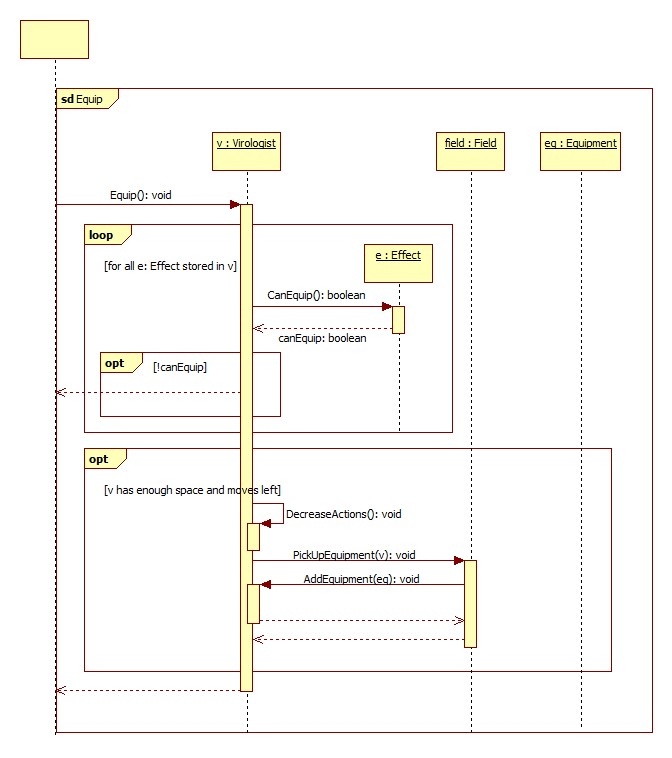 sd Equip
v : Virologist
field : Field
eq : Equipment
Equip(): void
loop
[for all e: Effect stored in v]
e : Effect
CanEquip(): boolean
canEquip: boolean
opt
[!canEquip]
opt
[v has enough space and moves left]
DecreaseActions(): void
PickUpEquipment(v): void
AddEquipment(eq): void